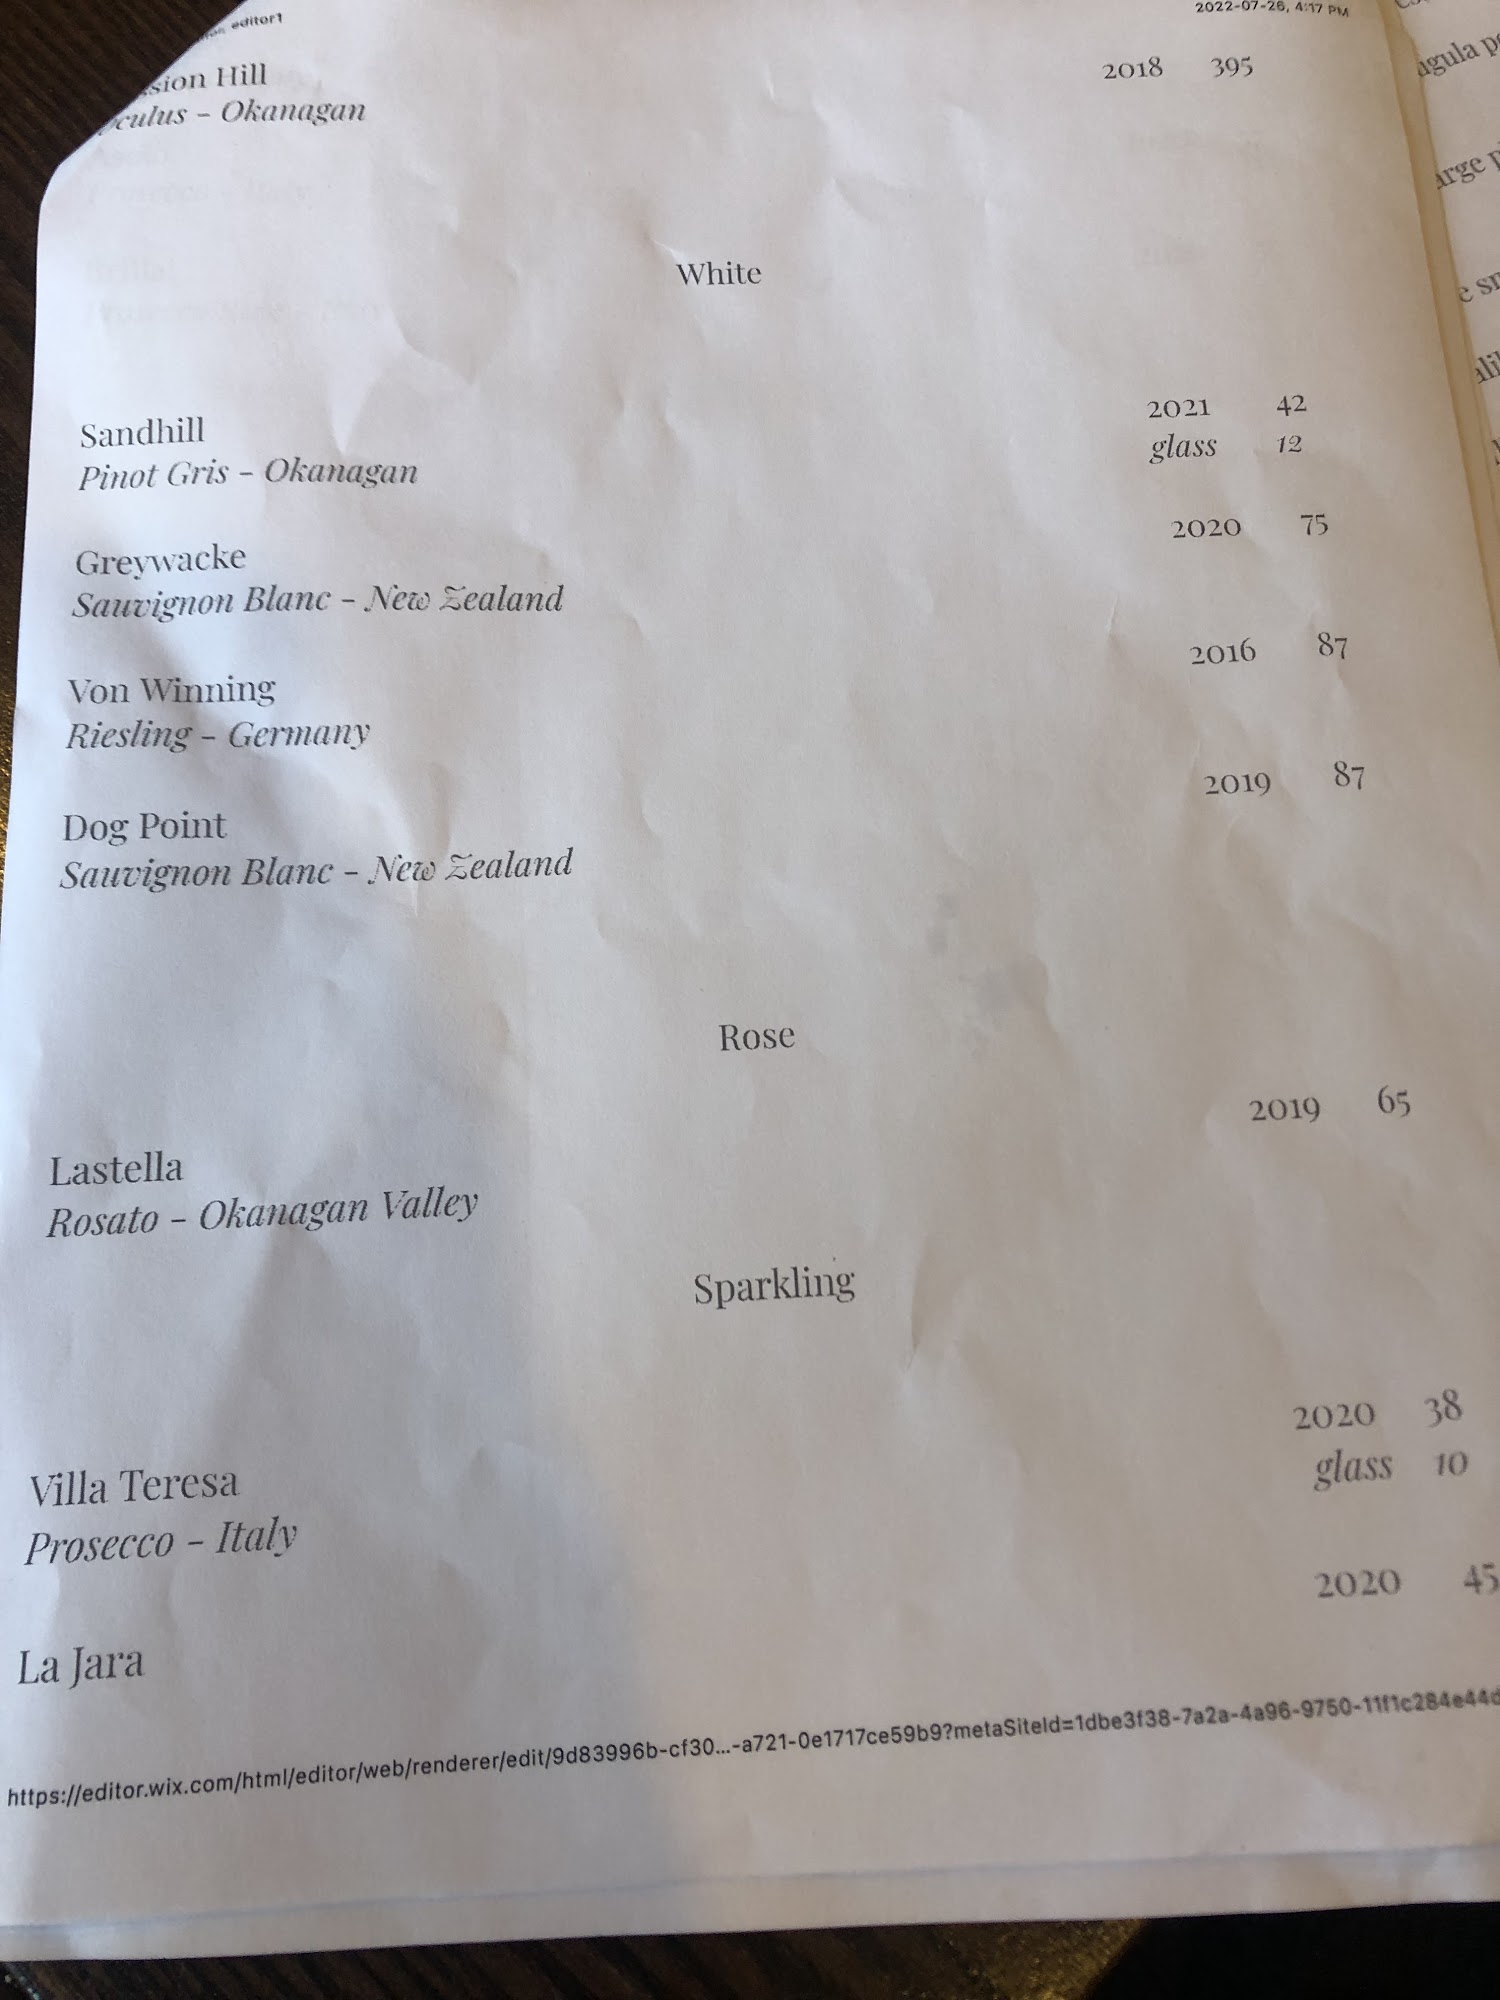 editor1
2022-07-26, 4:17 PM
Hill 2018 395
Okanagan
White
Sandhill 2021 42
Pinot Gris - Okanagan glass 12
Greywacke 2020 75
Sauvignon Blanc - New Zealand
Von Winning 2016 87
Riesling - Germany
Dog Point 2019 87
Sauvignon Blanc - New Zealand
Rose
Lastella 2019 65
Rosato - Okanagan Valley
Sparkling
Villa Teresa 2020 38
Prosecco - Italy glass 10
La Jara 2020 45
https://editor.wix.com/html/editor/web/renderer/edit/9d83996b-cf30...-a721-0e1717ce59b9?metaSiteId=1dbe3f38-7a2a-4a96-9750-11f1c284e44d